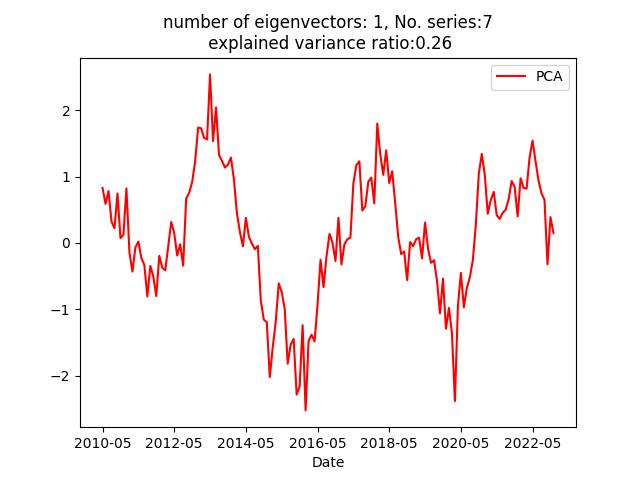 number of eigenvectors: 1, No. series:7
explained variance ratio:0.26
PCA
2
1
0
−1
−2
2010-05 2012-05 2014-05 2016-05 2018-05 2020-05 2022-05
Date